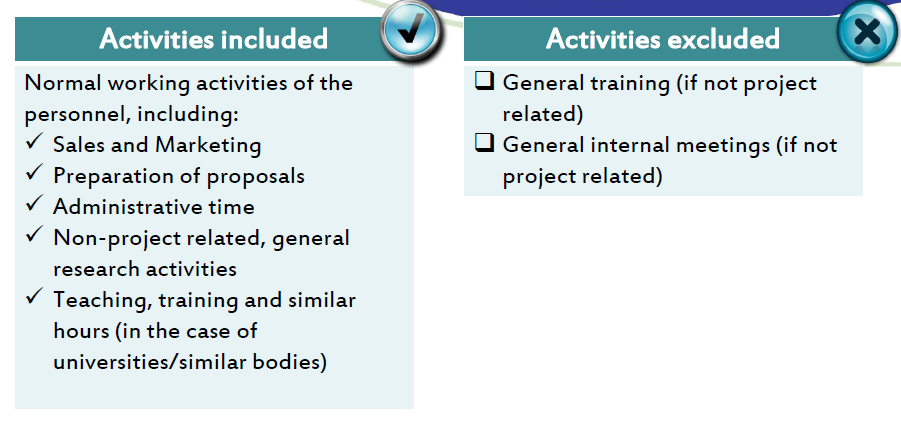 Activities included
Normal working activities of the
personnel, including:
✓ Sales and Marketing
✓ Preparation of proposals
✓ Administrative time
✓ Non-project related, general
research activities
✓ Teaching, training and similar
hours (in the case of
universities/similar bodies)
Activities excluded
❑ General training (if not project
related)
❑ General internal meetings (if not
project related)